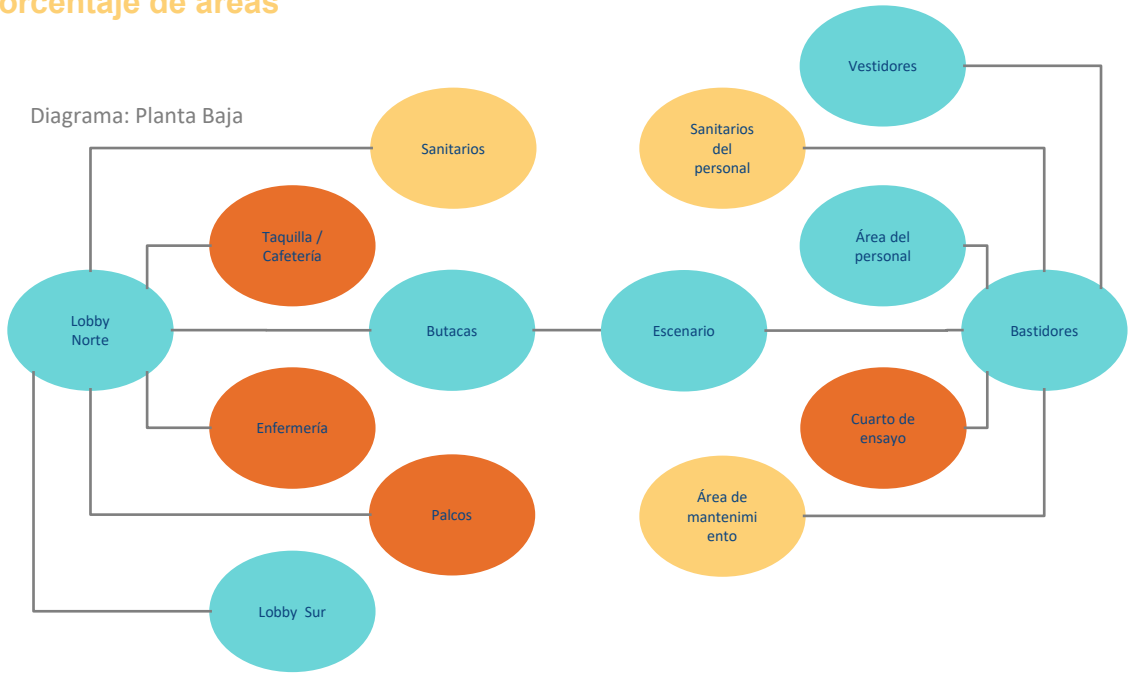 orcentaje de áreas
Diagrama: Planta Baja
Vestidores
Sanitarios
Sanitarios
del
personal
Taquilla /
Cafetería
Área del
personal
Lobby
Norte
Butacas
Escenario
Bastidores
Enfermería
Cuarto de
ensayo
Palcos
Área de
mantenimi
ento
Lobby Sur